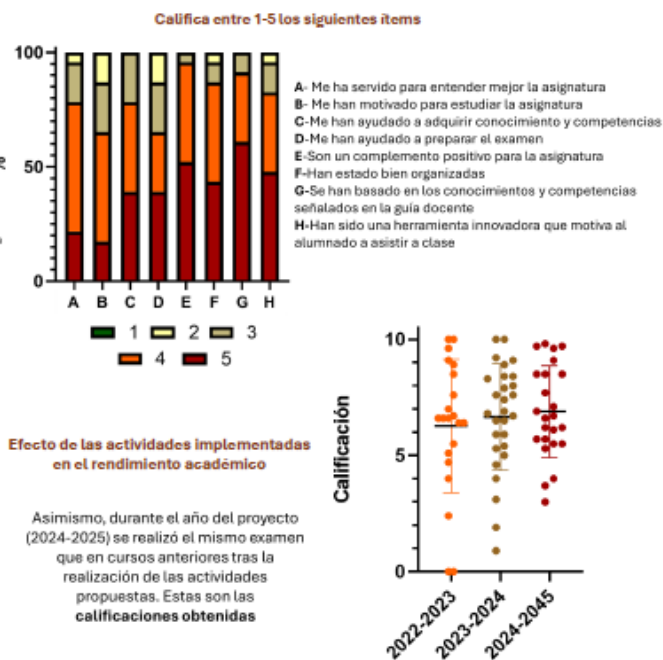 Califica entre 1-5 los siguientes ítems
100
50
0
%
A B C D E F G H
1 2 3
4 5
A- Me ha servido para entender mejor la asignatura
B- Me han motivado para estudiar la asignatura
C-Me han ayudado a adquirir conocimiento y competencias
D-Me han ayudado a preparar el examen
E-Son un complemento positivo para la asignatura
F-Han estado bien organizadas
G-Se han basado en los conocimientos y competencias
señalados en la guía docente
H-Han sido una herramienta innovadora que motiva al
alumnado a asistir a clase
Efecto de las actividades implementadas
en el rendimiento académico
Asimismo, durante el año del proyecto
(2024-2025) se realizó el mismo examen
que en cursos anteriores tras la
realización de las actividades
propuestas. Estas son las
calificaciones obtenidas
Calificación
10
5
0
2022-2023
2023-2024
2024-2045